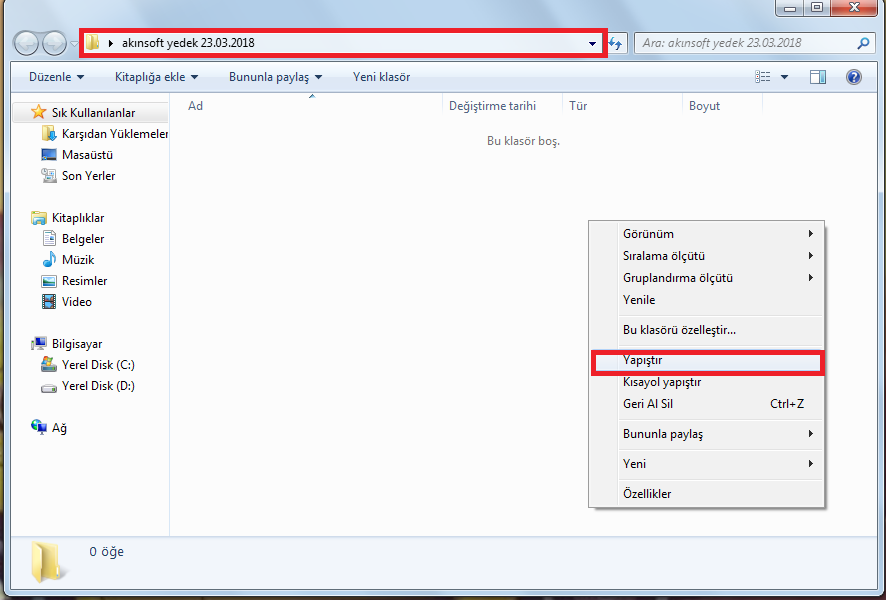 akınsoft yedek 23.03.2018
Ara: akınsoft yedek 23.03.2018
Düzenle
Kitaplığa ekle
Bununla paylaş
Yeni klasör
Sık Kullanılanlar
Karşıdan Yüklemeler
Masaüstü
Son Yerler
Kitaplıklar
Belgeler
Müzik
Resimler
Video
Bilgisayar
Yerel Disk (C:)
Yerel Disk (D:)
Ağ
Ad
Değiştirme tarihi
Tür
Boyut
Bu klasör boş.
Görünüm
Sıralama ölçütü
Gruplandırma ölçütü
Yenile
Bu klasörü özelleştir...
Yapıştır
Kısayol yapıştır
Geri Al Sil Ctrl+Z
Bununla paylaş
Yeni
Özellikler
0 öğe